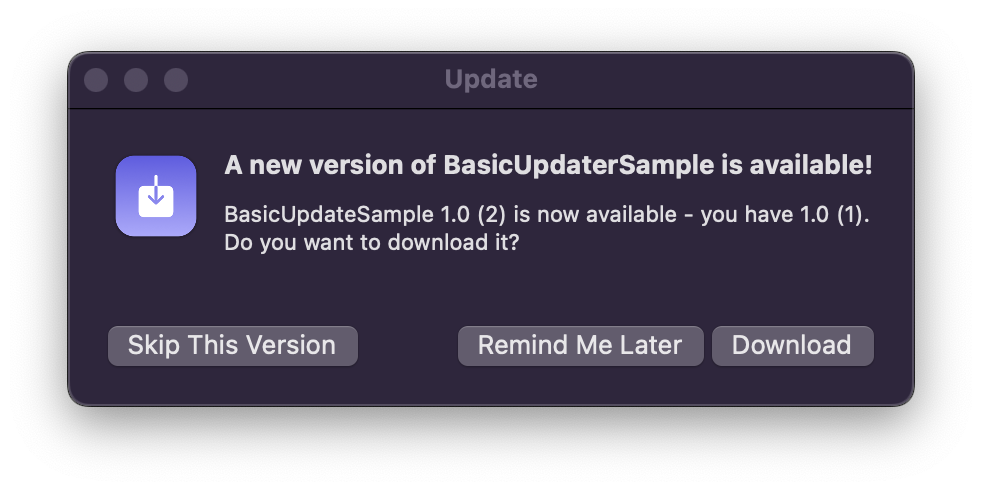 Update
A new version of BasicUpdaterSample is available!
BasicUpdateSample 1.0 (2) is now available - you have 1.0 (1).
Do you want to download it?
Skip This Version
Remind Me Later
Download